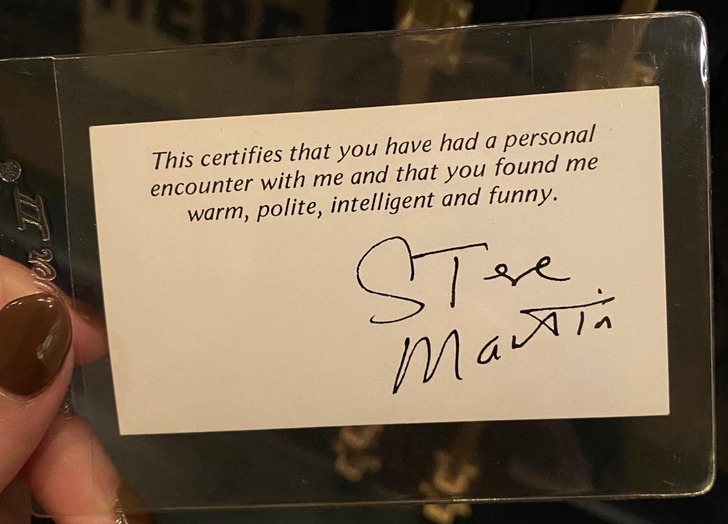 This certifies that you have had a personal
encounter with me and that you found me
warm, polite, intelligent and funny.
Steve
Martin